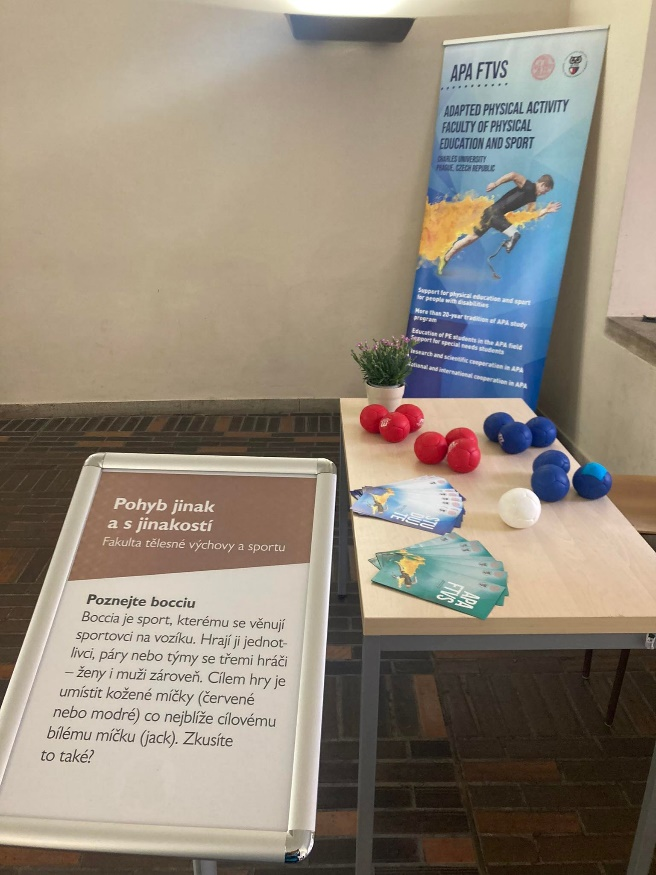 APA FTVS
ADAPTED PHYSICAL ACTIVITY
FACULTY OF PHYSICAL
EDUCATION AND SPORT
CHARLES UNIVERSITY
PRAGUE, CZECH REPUBLIC
Support for physical education and sport
for people with disabilities
More than 20-year tradition of APA study
program
Education of PE students in the APA field
Support for special needs students
Research and scientific cooperation in APA
National and international cooperation in APA
Pohyb jinak
a s jinakostí
Fakulta tělesné výchovy a sportu
Poznejte bocciu
Boccia je sport, kterému se věnují
sportovci na vozíku. Hrají ji jednot-
livci, páry nebo týmy se třemi hráči
– ženy i muži zároveň. Cílem hry je
umístit kožené míčky (červené
nebo modré) co nejblíže cílovému
bílému míčku (jack). Zkusíte
to také?
APA
FTVS